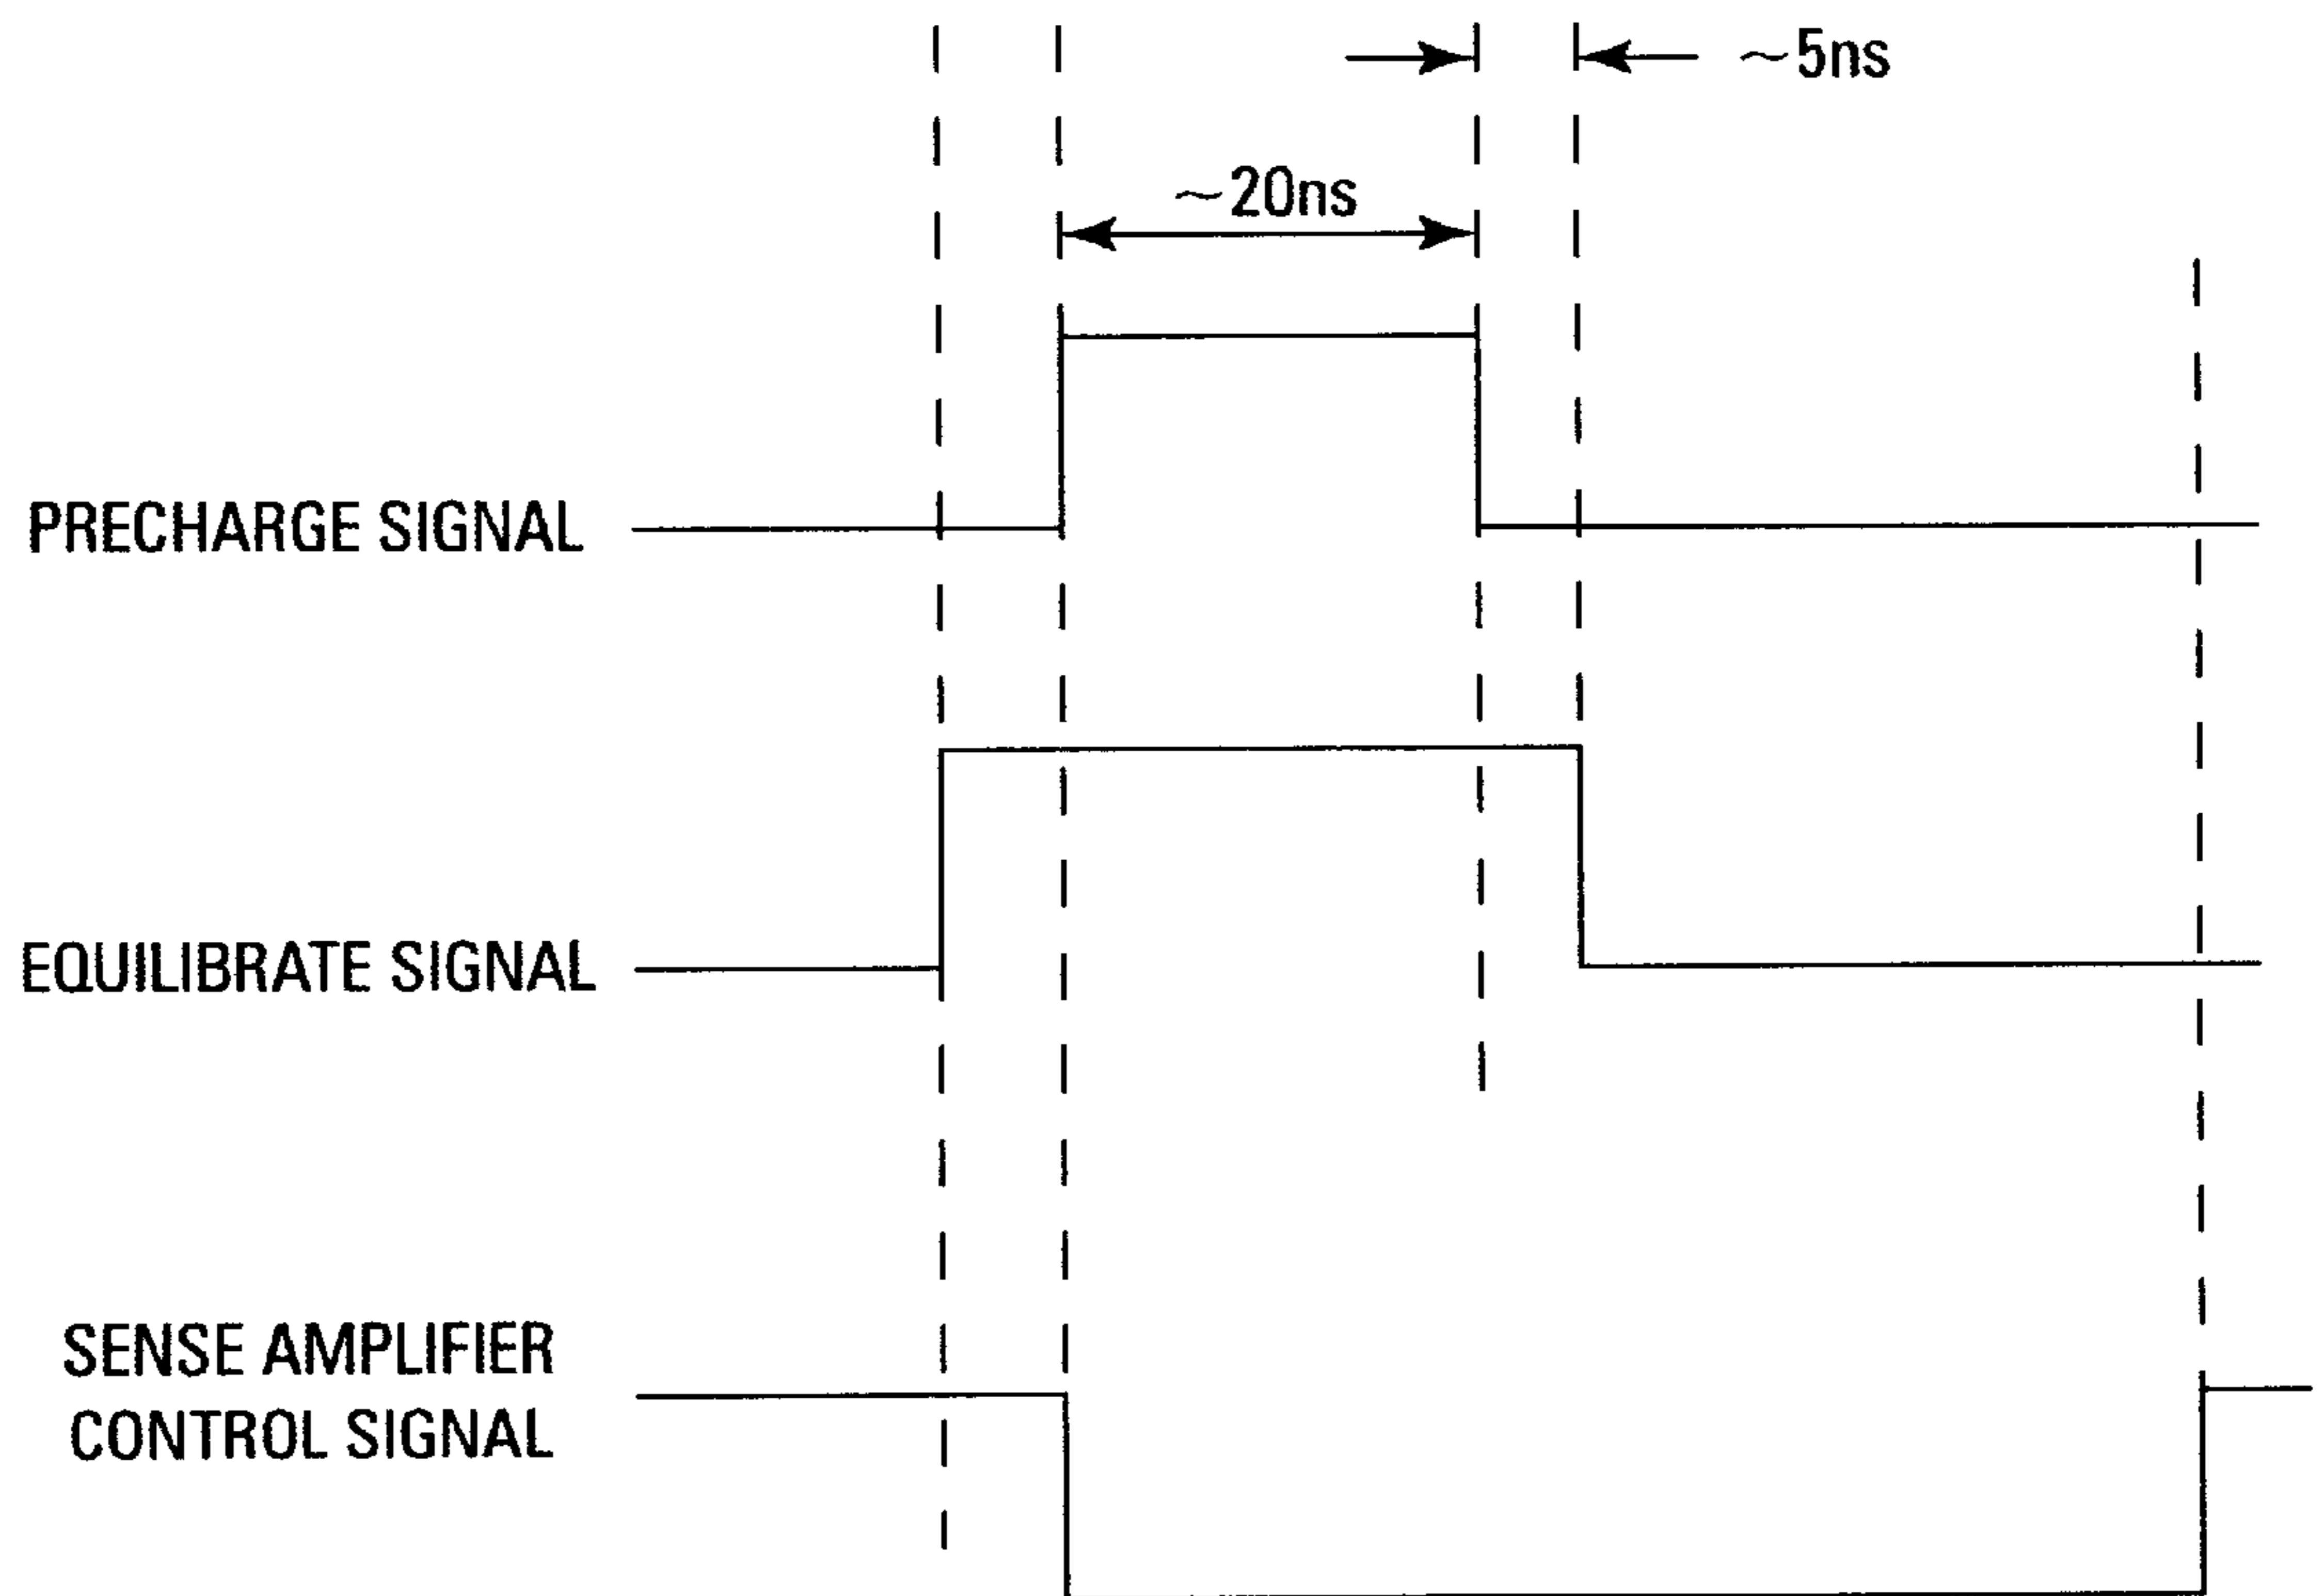 ~5ns
~20ns
PRECHARGE SIGNAL
EQUILIBRATE SIGNAL
SENSE AMPLIFIER
CONTROL SIGNAL